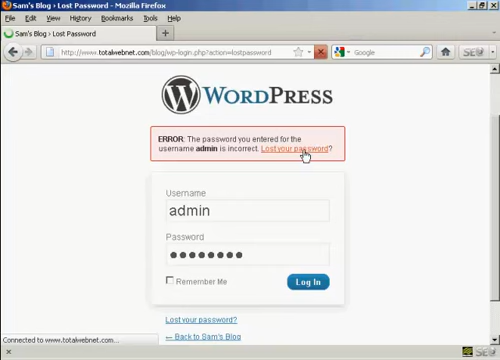 Sam's Blog › Lost Password - Mozilla Firefox
File Edit View History Bookmarks Tools Help
Sam's Blog › Lost Password
http://www.totalwebnet.com/blog/wp-login.php?action=lostpassword
Google
WORDPRESS
ERROR: The password you entered for the
username admin is incorrect. Lost your password?
Username
admin
Password
Remember Me
Log In
Lost your password?
← Back to Sam's Blog
Connected to www.totalwebnet.com...